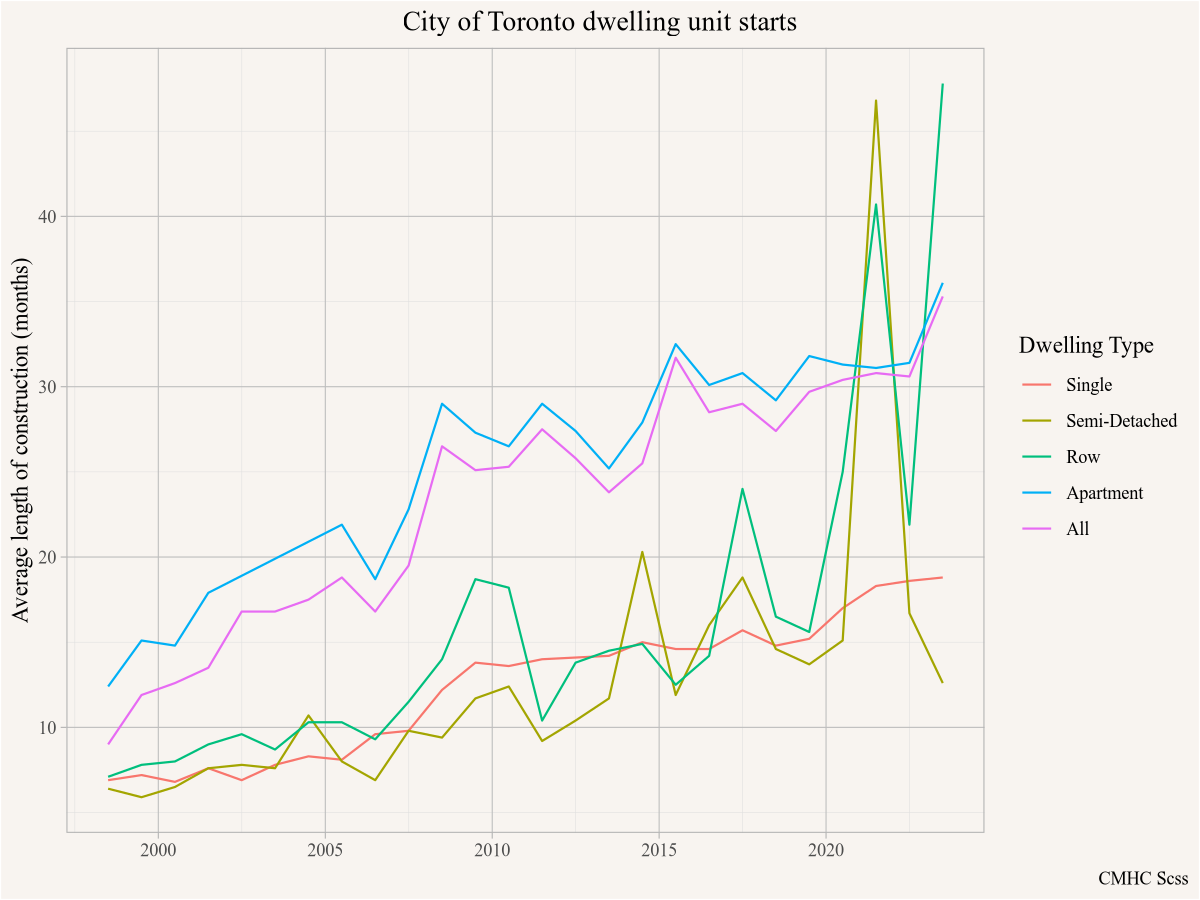 City of Toronto dwelling unit starts
Average length of construction (months)
40
30
20
10
2000
2005
2010
2015
2020
Dwelling Type
Single
Semi-Detached
Row
Apartment
All
CMHC Scss